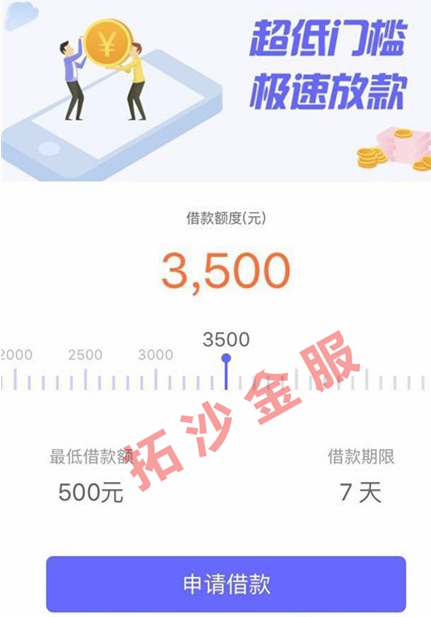 超低门槛
极速放款
¥
借款额度(元)
3,500
3500
2000 2500 3000
拓沙金服
最低借款额 借款期限
500元 7 天
申请借款